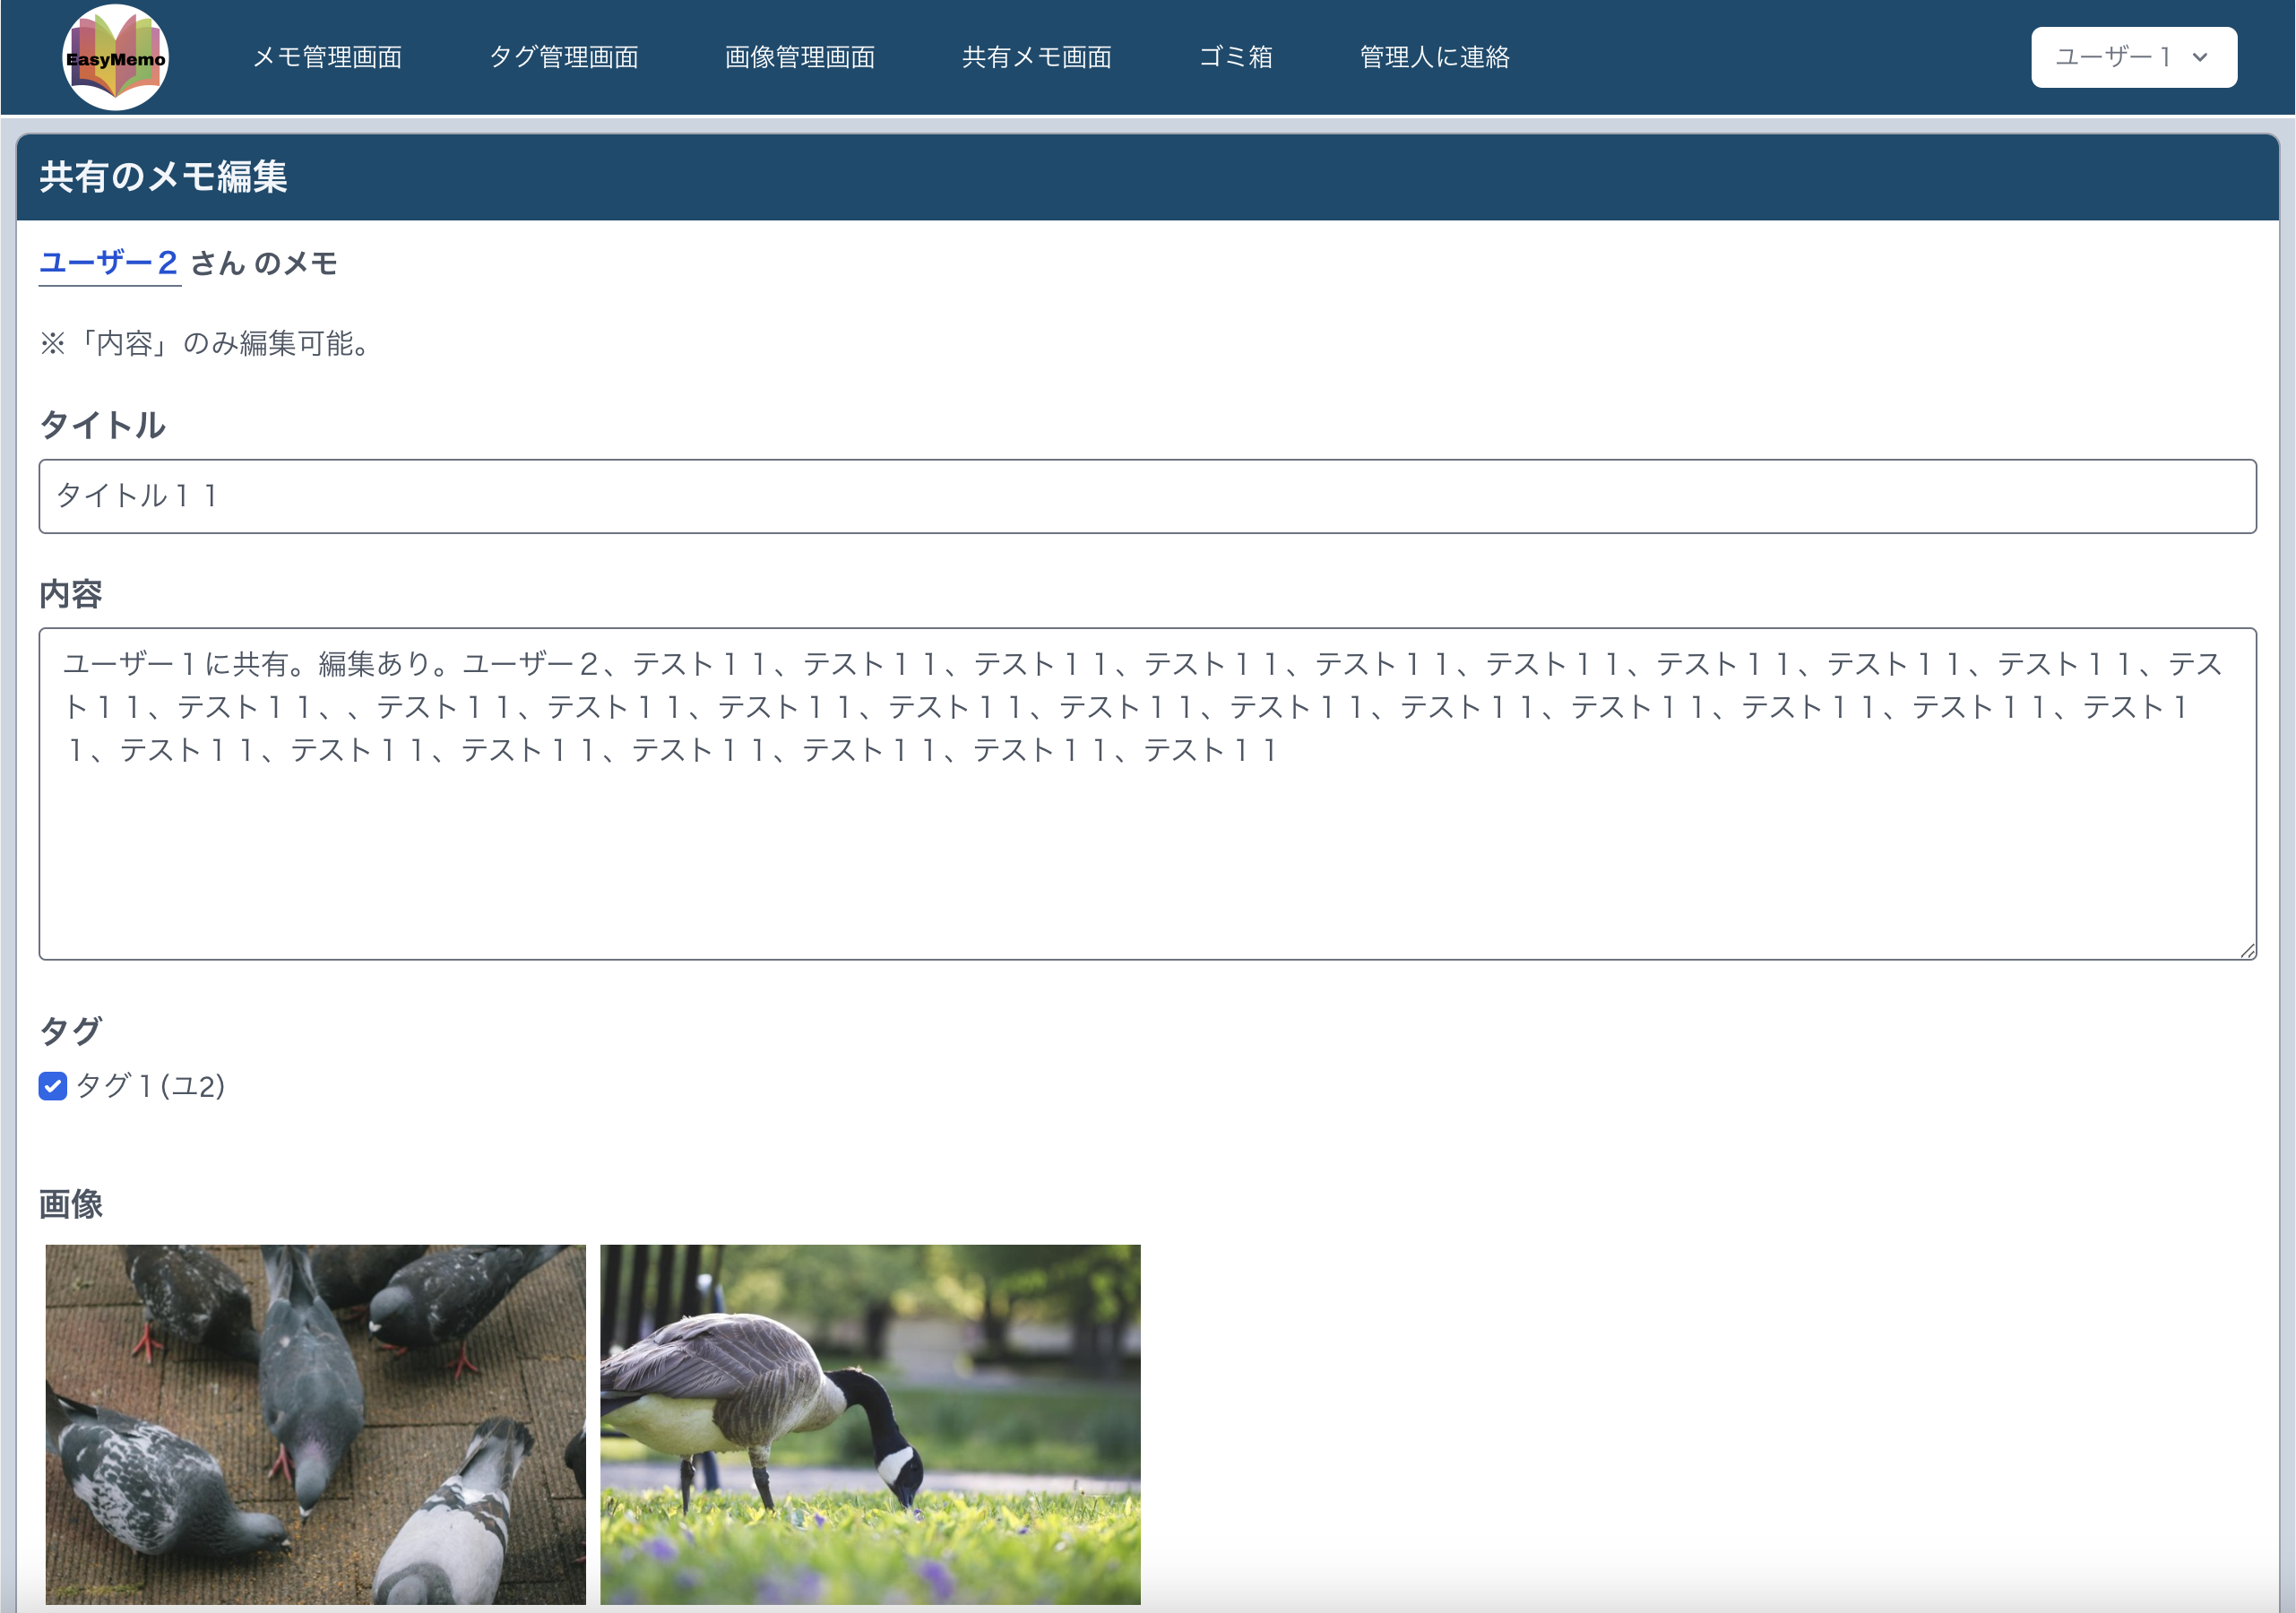 EasyMemo
メモ管理画面 タグ管理画面 画像管理画面 共有メモ画面 ゴミ箱 管理人に連絡 ユーザー１
共有のメモ編集
ユーザー２ さん のメモ
※「内容」のみ編集可能。
タイトル
タイトル１１
内容
ユーザー１に共有。編集あり。ユーザー２、テスト１１、テスト１１、テスト１１、テスト１１、テスト１１、テスト１１、テスト１１、テスト１１、テスト１１、テス
ト１１、テスト１１、、テスト１１、テスト１１、テスト１１、テスト１１、テスト１１、テスト１１、テスト１１、テスト１１、テスト１１、テスト１１、テスト１
１、テスト１１、テスト１１、テスト１１、テスト１１、テスト１１、テスト１１、テスト１１
タグ
タグ１(ユ2)
画像